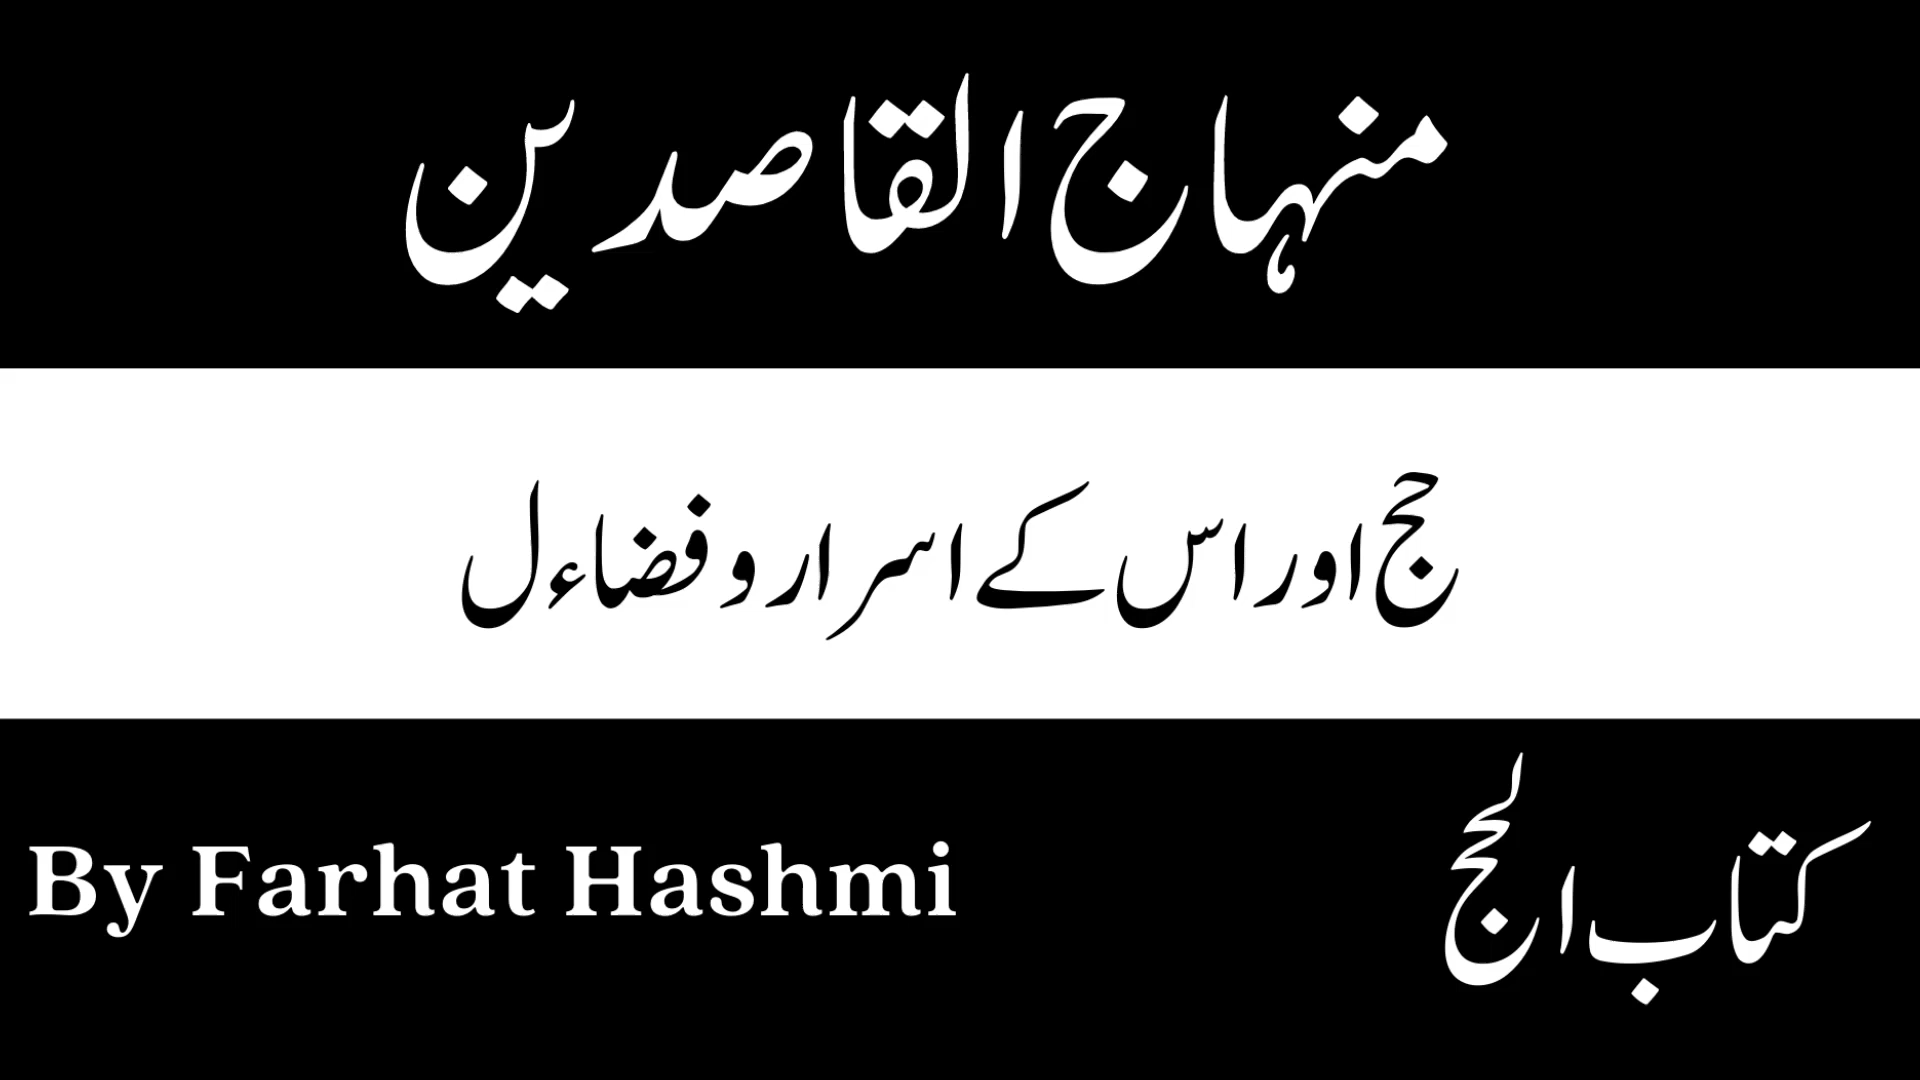 منہاج القاصدین
حج اور اس کے اسرار و فضاءل
کتاب الحج
By Farhat Hashmi